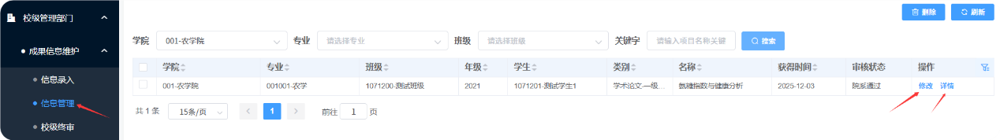 校级管理部门
成果信息维护
信息录入
信息管理
校级终审
删除 刷新
学院 001-农学院 专业 请选择专业 班级 请选择班级 关键字 请输入项目名称关键 搜索
学院 专业 班级 年级 学生 类别 名称 获得时间 审核状态 操作
001-农学院 001001-农学 1071200-测试班级 2021 1071201-测试学生1 学术论文-一级... 氨糖指数与健康分析 2025-12-03 院系通过 修改 详情
共 1 条 15条/页 1 前往 1 页